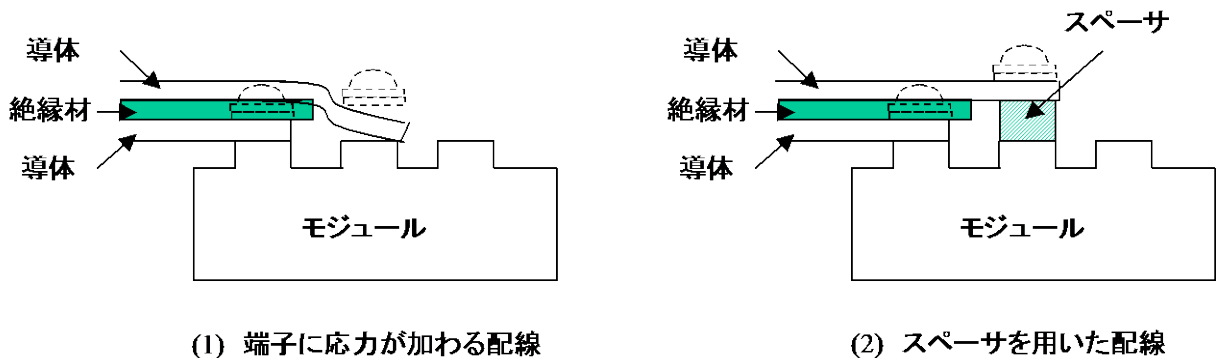 導体
絶縁材
導体
モジュール
(1) 端子に応力が加わる配線
スペーサ
導体
絶縁材
導体
モジュール
(2) スペーサを用いた配線